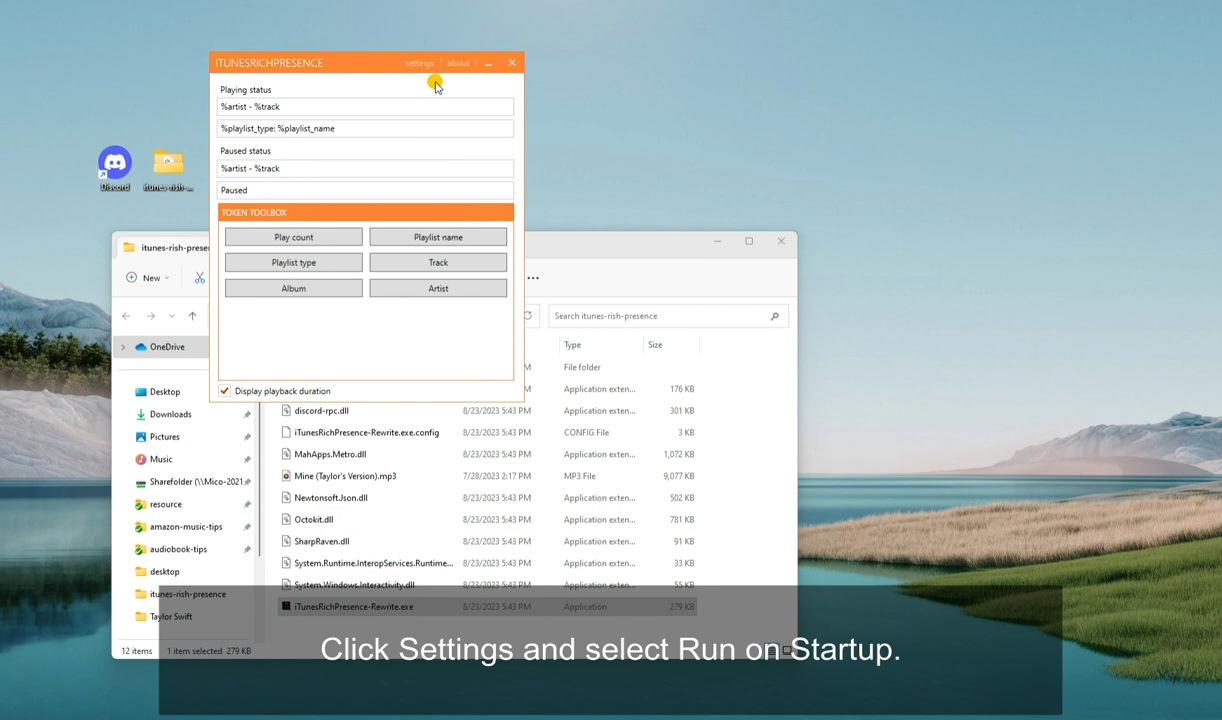 ITUNESRICHPRESENCE
settings
about
Playing status
%artist - %track
%playlist_type: %playlist_name
Paused status
%artist - %track
Paused
TOKEN TOOLBOX
Play count
Playlist name
Playlist type
Track
Album
Artist
Display playback duration
Discord
itunes-rish-...
itunes-rish-preser
New
...
Search itunes-rish-presence
OneDrive
Desktop
Downloads
Pictures
Music
Sharefolder (\\Mico-2021
resource
amazon-music-tips
audiobook-tips
desktop
itunes-rish-presence
Taylor Swift
Type
Size
M
File folder
M
Application exten...
176 KB
discord-rpc.dll
8/23/2023 5:43 PM
Application exten...
301 KB
iTunesRichPresence-Rewrite.exe.config
8/23/2023 5:43 PM
CONFIG File
3 KB
MahApps.Metro.dll
8/23/2023 5:43 PM
Application exten...
1,072 KB
Mine (Taylor's Version).mp3
7/28/2023 2:17 PM
MP3 File
9,077 KB
Newtonsoft.Json.dll
8/23/2023 5:43 PM
Application exten...
502 KB
Octokit.dll
8/23/2023 5:43 PM
Application exten...
781 KB
SharpRaven.dll
8/23/2023 5:43 PM
Application exten...
91 KB
System.Runtime.InteropServices.Runtime...
8/23/2023 5:43 PM
Application exten...
33 KB
System.Windows.Interactivity.dll
8/23/2023 5:43 PM
Application exten...
55 KB
iTunesRichPresence-Rewrite.exe
8/23/2023 5:43 PM
Application
279 KB
12 items
1 item selected 279 KB
Click Settings and select Run on Startup.